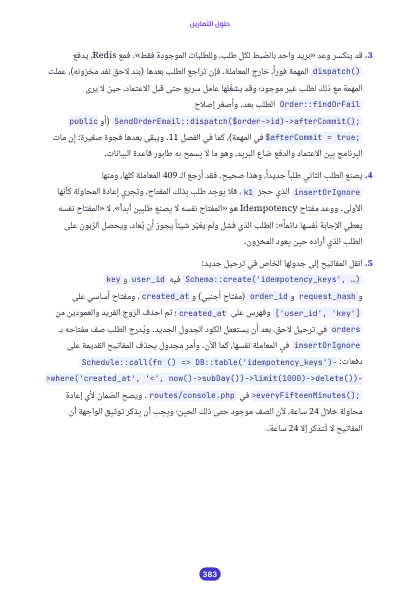 حلول التمارين
3. قد ينكسر وعد «بريد واحد بالضبط لكل طلب، وللطلبات الموجودة فقط». فمع Redis، يدفع
dispatch() المهمة فوراً، خارج المعاملة. فإن تراجع الطلب بعدها (بند لاحق نفد مخزونه)، عملت
المهمة مع ذلك لطلب غير موجود؛ وقد يشغّلها عامل سريع حتى قبل الاعتماد، حين لا يرى
Order::findOrFail الطلب بعد. وأصغر إصلاح
SendOrderEmail::dispatch($order->id)->afterCommit(); (أو public
$afterCommit = true; في المهمة)، كما في الفصل 11. ويبقى بعدها فجوة صغيرة: إن مات
البرنامج بين الاعتماد والدفع ضاع البريد، وهو ما لا يسمح به طابور قاعدة البيانات.
4. يصنع الطلب الثاني طلباً جديداً، وهذا صحيح. فقد أرجع الـ 409 المعاملة كلها، ومنها
insertOrIgnore الذي حجز k1 ، فلا يوجد طلب بذلك المفتاح، وتجري إعادة المحاولة كأنها
الأولى. ووعد مفتاح Idempotency هو «المفتاح نفسه لا يصنع طلبين أبداً»، لا «المفتاح نفسه
يعطي الإجابة نفسها دائماً»: الطلب الذي فشل ولم يغيّر شيئاً يجوز أن يُعاد، ويحصل الزبون على
الطلب الذي أراده حين يعود المخزون.
5. انقل المفاتيح إلى جدولها الخاص في ترحيل جديد:
Schema::create('idempotency_keys', …) فيه user_id و key
و request_hash و order_id (مفتاح أجنبي) و created_at ، ومفتاح أساسي على
['user_id', 'key'] وفهرس على created_at ؛ ثم احذف الزوج الفريد والعمودين من
orders في ترحيل لاحق، بعد أن يستعمل الكود الجدول الجديد. ويُدرج الطلب صف مفتاحه بـ
insertOrIgnore في المعاملة نفسها، كما الآن. وأمر مجدول يحذف المفاتيح القديمة على
دفعات: Schedule::call(fn () => DB::table('idempotency_keys')-
>where('created_at', '<', now()->subDay())->limit(1000)->delete())-
>everyFifteenMinutes(); في routes/console.php . ويصح الضمان لأي إعادة
محاولة خلال 24 ساعة، لأن الصف موجود حتى ذلك الحين؛ ويجب أن يذكر توثيق الواجهة أن
المفاتيح لا تُتذكر إلا 24 ساعة.
383